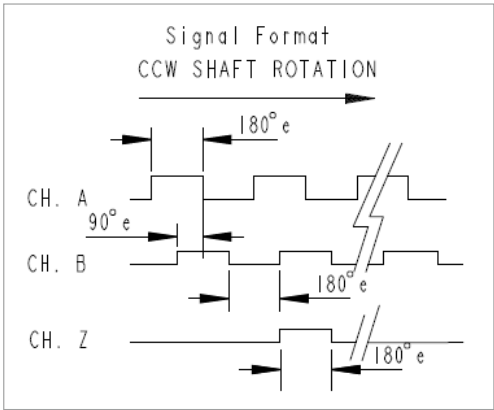 Signal Format
CCW SHAFT ROTATION
180° e
CH. A
90° e
CH. B
180° e
CH. Z
180° e